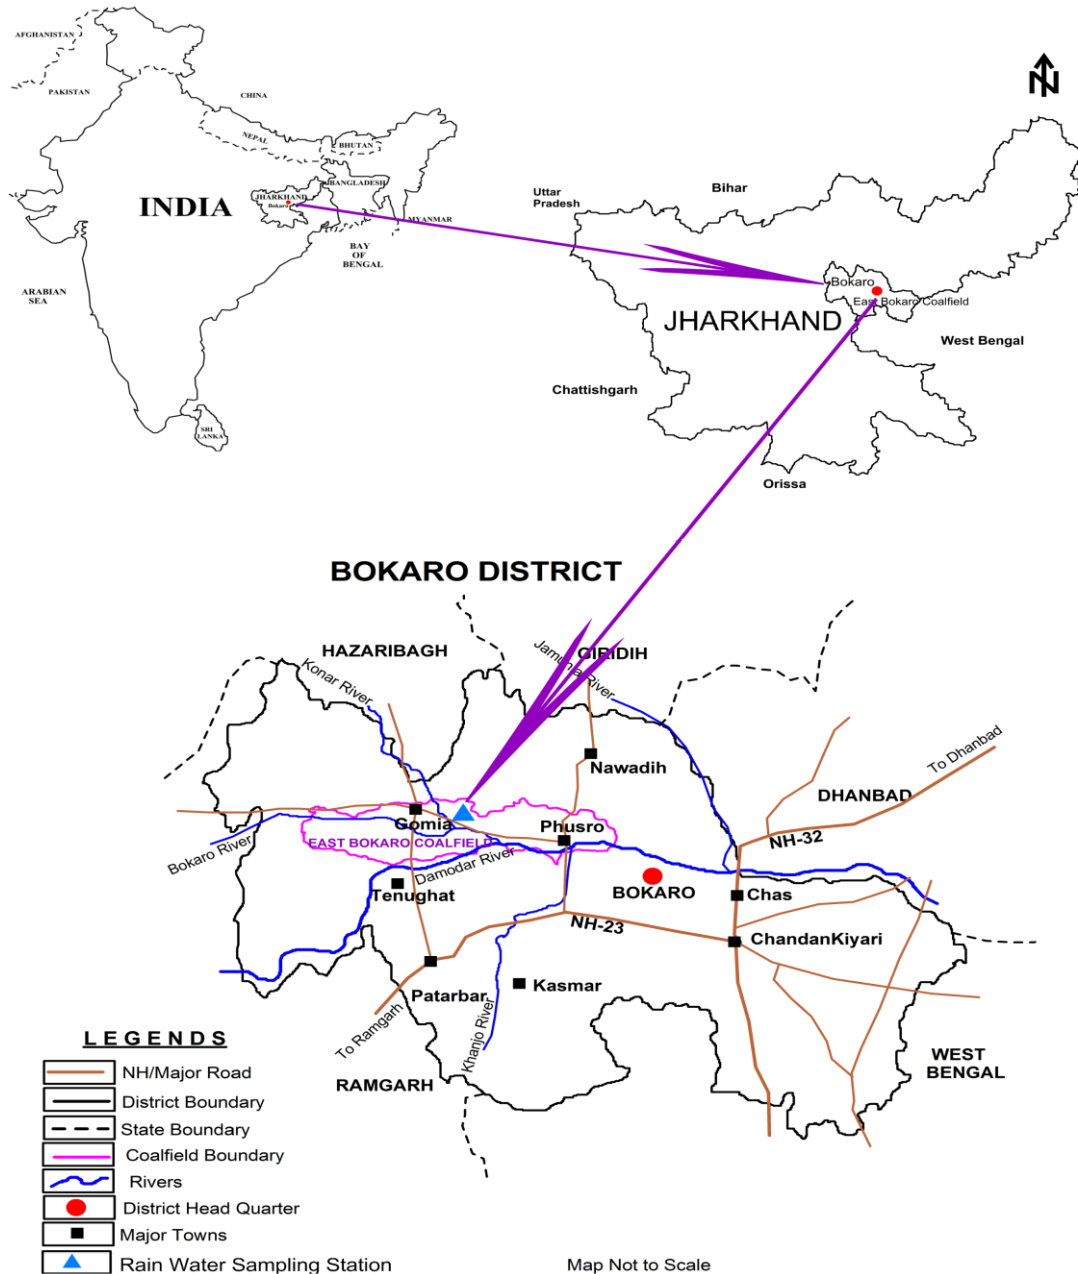 AFGHANISTAN
PAKISTAN
CHINA
NEPAL
BHUTAN
BANGLADESH
JHARKHAND
Bokaro
INDIA
MYANMAR
BAY
OF
BENGAL
ARABIAN
SEA
SRI
LANKA
N
Uttar
Pradesh
Bihar
Bokaro
East Bokaro Coalfield
JHARKHAND
West Bengal
Chattishgarh
Orissa
BOKARO DISTRICT
HAZARIBAGH
GIRIDIH
Konar River
Jamunia River
Nawadih
To Dhanbad
DHANBAD
Gomia
Phusro
NH-32
EAST BOKARO COALFIELD
Bokaro River
Damodar River
Tenughat
BOKARO
Chas
NH-23
ChandanKiyari
Patarbar
Kasmar
To Ramgarh
Khanjo River
RAMGARH
WEST
BENGAL
LEGENDS
NH/Major Road
District Boundary
State Boundary
Coalfield Boundary
Rivers
District Head Quarter
Major Towns
Rain Water Sampling Station
Map Not to Scale